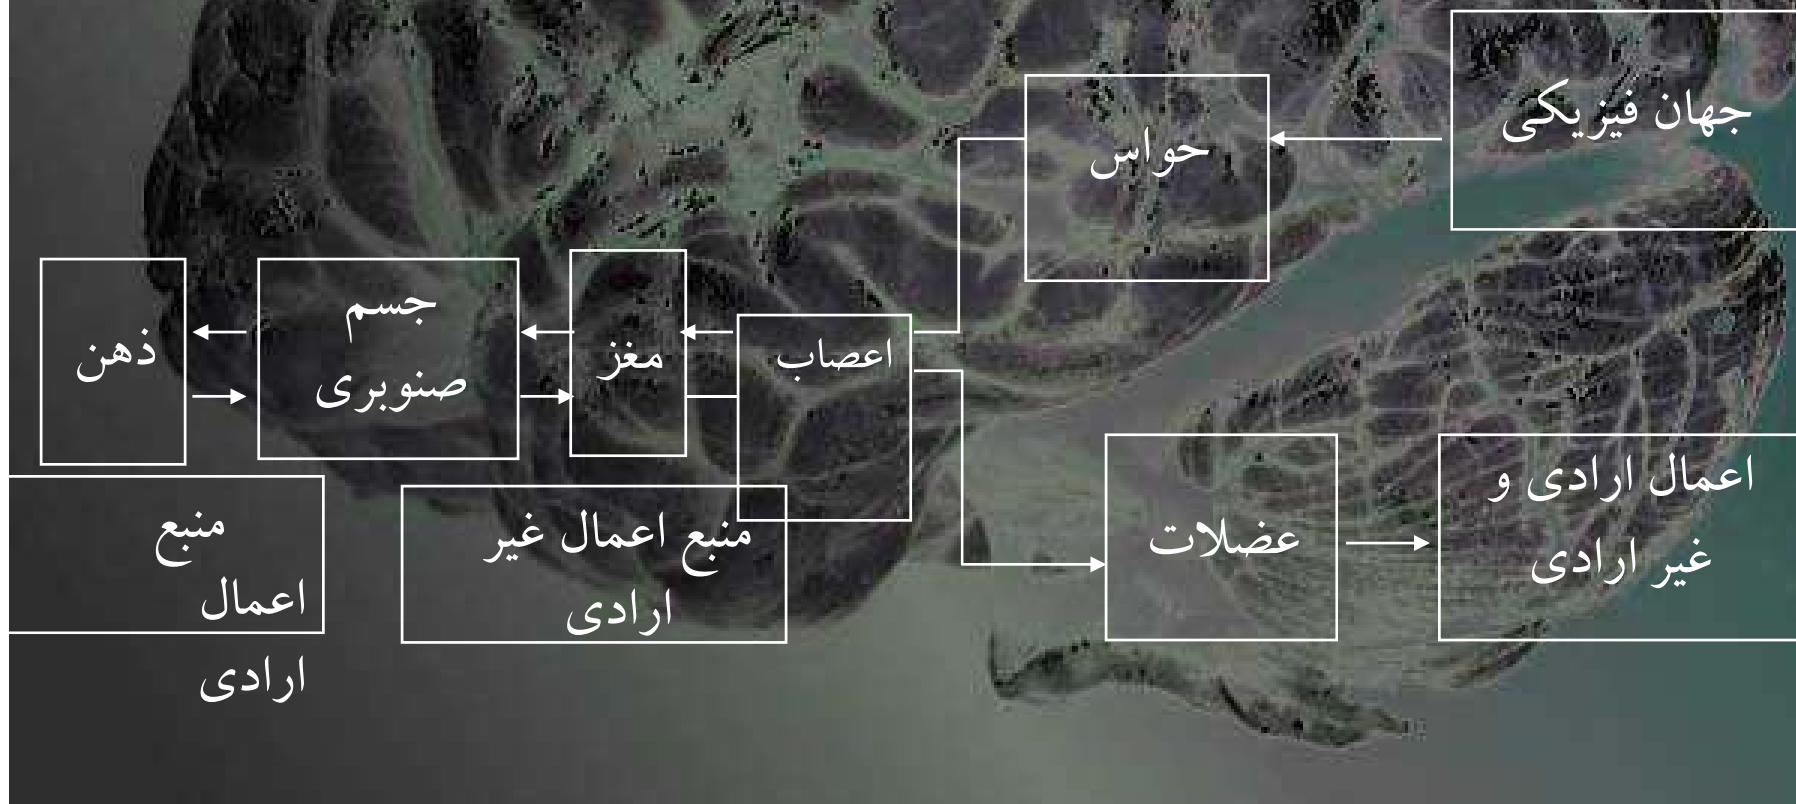 جهان فیزیکی
حواس
اعصاب
مغز
جسم
صنوبری
ذهن
اعمال ارادی و
غیر ارادی
عضلات
منبع اعمال غیر
ارادی
منبع
اعمال
ارادی